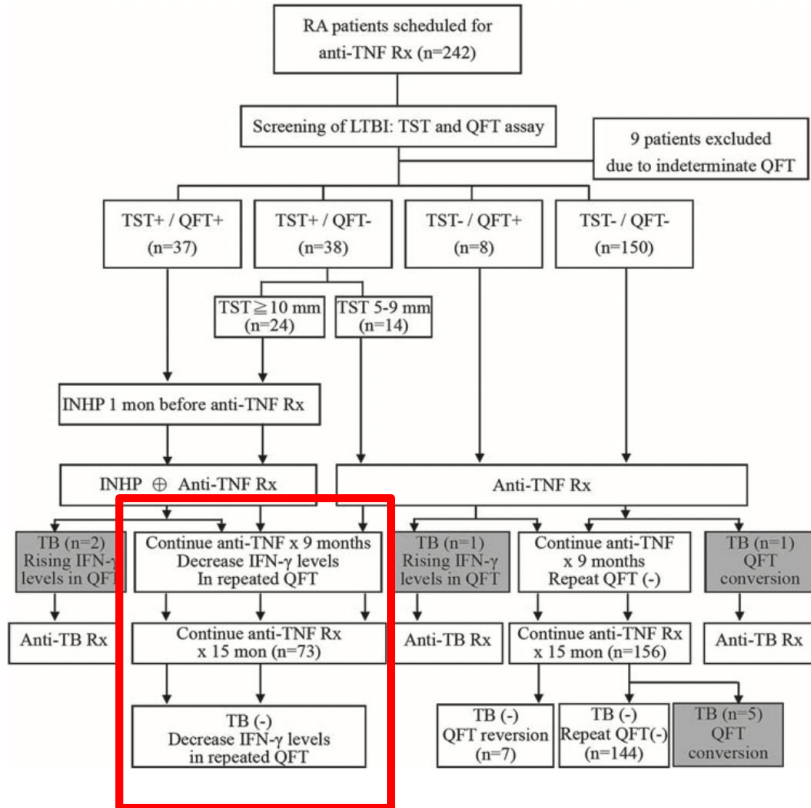 RA patients scheduled for
anti-TNF Rx (n=242)
Screening of LTBI: TST and QFT assay
9 patients excluded
due to indeterminate QFT
TST+ / QFT+
(n=37)
TST+ / QFT-
(n=38)
TST- / QFT+
(n=8)
TST- / QFT-
(n=150)
TST≧10 mm
(n=24)
TST 5-9 mm
(n=14)
INHP 1 mon before anti-TNF Rx
INHP ⊕ Anti-TNF Rx
Anti-TNF Rx
TB (n=2)
Rising IFN-γ
levels in QFT
Continue anti-TNF x 9 months
Decrease IFN-γ levels
In repeated QFT
TB (n=1)
Rising IFN-γ
levels in QFT
Continue anti-TNF
x 9 months
Repeat QFT (-)
TB (n=1)
QFT
conversion
Anti-TB Rx
Continue anti-TNF Rx
x 15 mon (n=73)
Anti-TB Rx
Continue anti-TNF Rx
x 15 mon (n=156)
Anti-TB Rx
TB (-)
Decrease IFN-γ levels
in repeated QFT
TB (-)
QFT reversion
(n=7)
TB (-)
Repeat QFT(-)
(n=144)
TB (n=5)
QFT
conversion